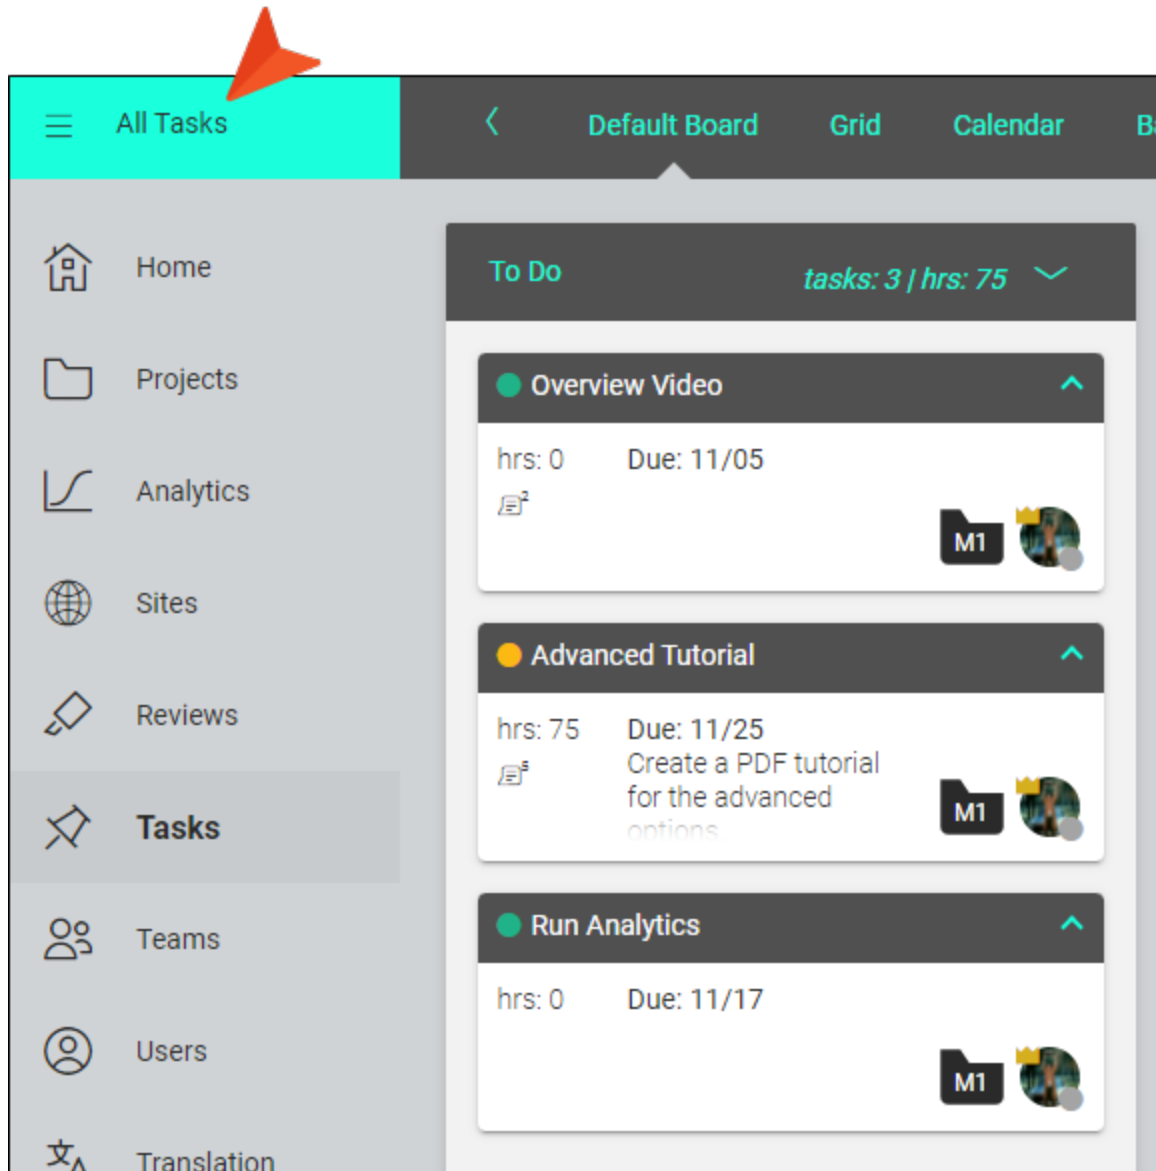 All Tasks
Default Board Grid Calendar
Home
Projects
Analytics
Sites
Reviews
Tasks
Teams
Users
Translation
To Do tasks: 3 | hrs: 75
Overview Video
hrs: 0 Due: 11/05
2
M1
Advanced Tutorial
hrs: 75 Due: 11/25
5
Create a PDF tutorial
for the advanced
options
M1
Run Analytics
hrs: 0 Due: 11/17
M1